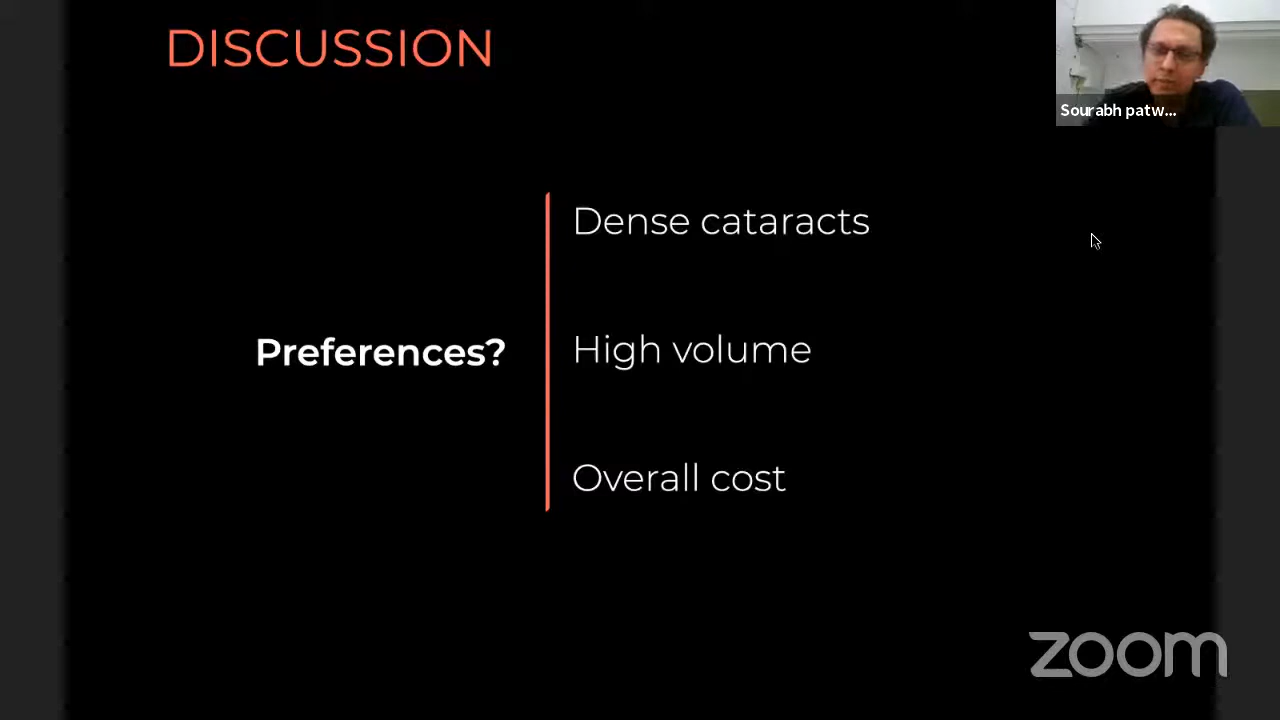 DISCUSSION
Sourabh patw...
Dense cataracts
Preferences?
High volume
Overall cost
zoom